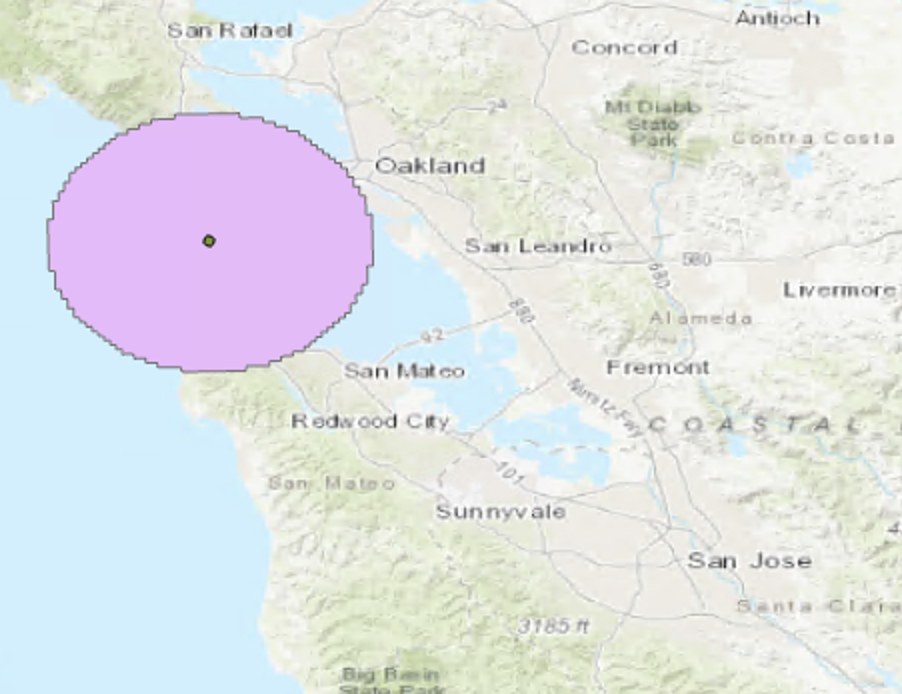 San Rafael
Antioch
Concord
24
Mt Diablo
State
Park
Contra Costa
Oakland
San Leandro
580
680
Livermore
880
Alameda
92
San Mateo
Fremont
Nimitz Fwy
Redwood City
COASTAL
101
San Mateo
Sunnyvale
4
San Jose
Santa Clara
3185 ft
Big Basin
State Park